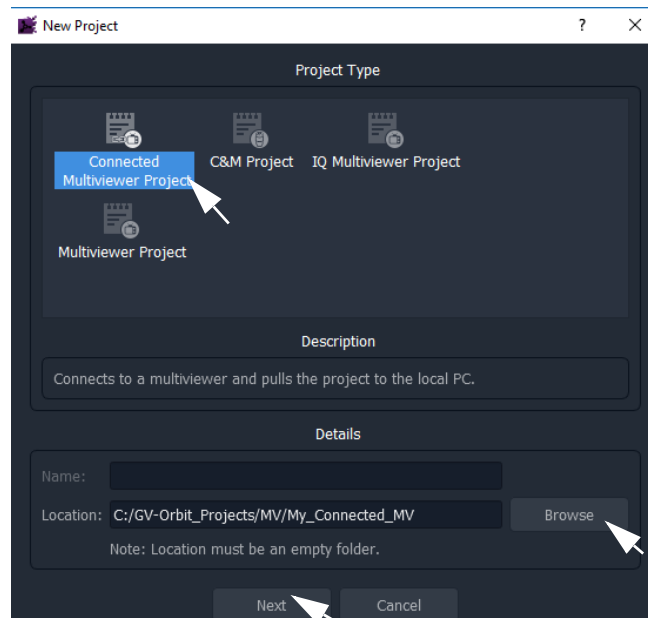 New Project
Project Type
Connected
Multiviewer Project
C&M Project
IQ Multiviewer Project
Multiviewer Project
Description
Connects to a multiviewer and pulls the project to the local PC.
Details
Name:
Location: C:/GV-Orbit_Projects/MV/My_Connected_MV Browse
Note: Location must be an empty folder.
Next Cancel